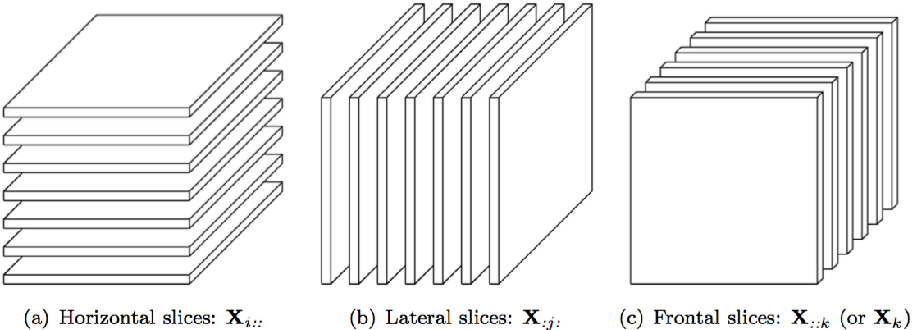 (a) Horizontal slices: X_{i::}
(b) Lateral slices: X_{:j:}
(c) Frontal slices: X_{::k} (or X_k)